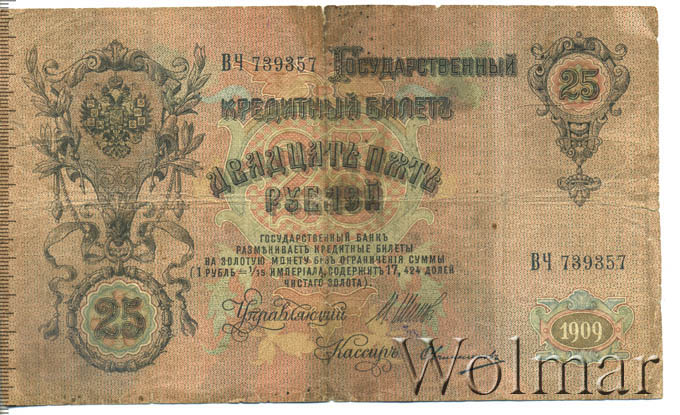 ВЧ 739357
Государственный
25
Кредитный билетъ
Двадцать пять
рублей
ГОСУДАРСТВЕННЫЙ БАНКЪ
РАЗМѢНИВАЕТЪ КРЕДИТНЫЕ БИЛЕТЫ
НА ЗОЛОТУЮ МОНЕТУ БЕЗЪ ОГРАНИЧЕНІЯ СУММЫ
(1 РУБЛЬ = 1/15 ИМПЕРІАЛА, СОДЕРЖИТЪ 17,424 ДОЛЕЙ
ЧИСТАГО ЗОЛОТА).
ВЧ 739357
25
Управляющій
1909
Кассиръ
Wolmar
Wolmar